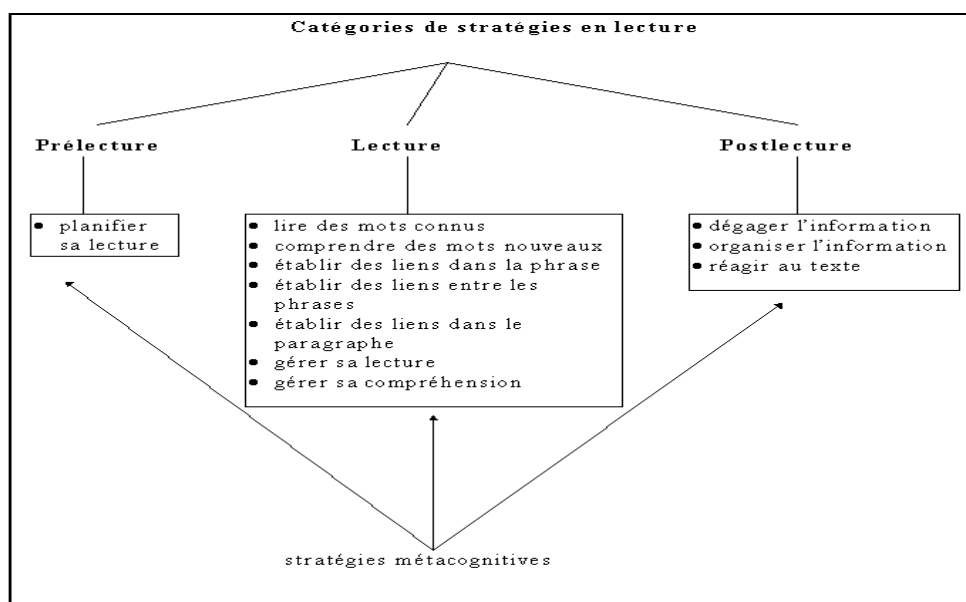 Catégories de stratégies en lecture
Prélecture
Lecture
Postlecture
• planifier
sa lecture
• lire des mots connus
• comprendre des mots nouveaux
• établir des liens dans la phrase
• établir des liens entre les
phrases
• établir des liens dans le
paragraphe
• gérer sa lecture
• gérer sa compréhension
• dégager l'information
• organiser l'information
• réagir au texte
stratégies métacognitives